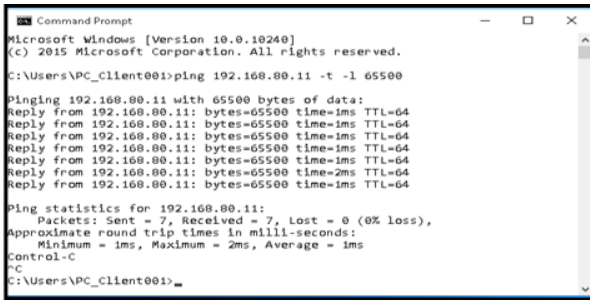 Command Prompt
Microsoft Windows [Version 10.0.10240]
(c) 2015 Microsoft Corporation. All rights reserved.
C:\Users\PC_Client001>ping 192.168.80.11 -t -l 65500
Pinging 192.168.80.11 with 65500 bytes of data:
Reply from 192.168.80.11: bytes=65500 time=1ms TTL=64
Reply from 192.168.80.11: bytes=65500 time=1ms TTL=64
Reply from 192.168.80.11: bytes=65500 time=1ms TTL=64
Reply from 192.168.80.11: bytes=65500 time=1ms TTL=64
Reply from 192.168.80.11: bytes=65500 time=1ms TTL=64
Reply from 192.168.80.11: bytes=65500 time=2ms TTL=64
Reply from 192.168.80.11: bytes=65500 time=1ms TTL=64
Ping statistics for 192.168.80.11:
Packets: Sent = 7, Received = 7, Lost = 0 (0% loss),
Approximate round trip times in milli-seconds:
Minimum = 1ms, Maximum = 2ms, Average = 1ms
Control-C
^C
C:\Users\PC_Client001>_